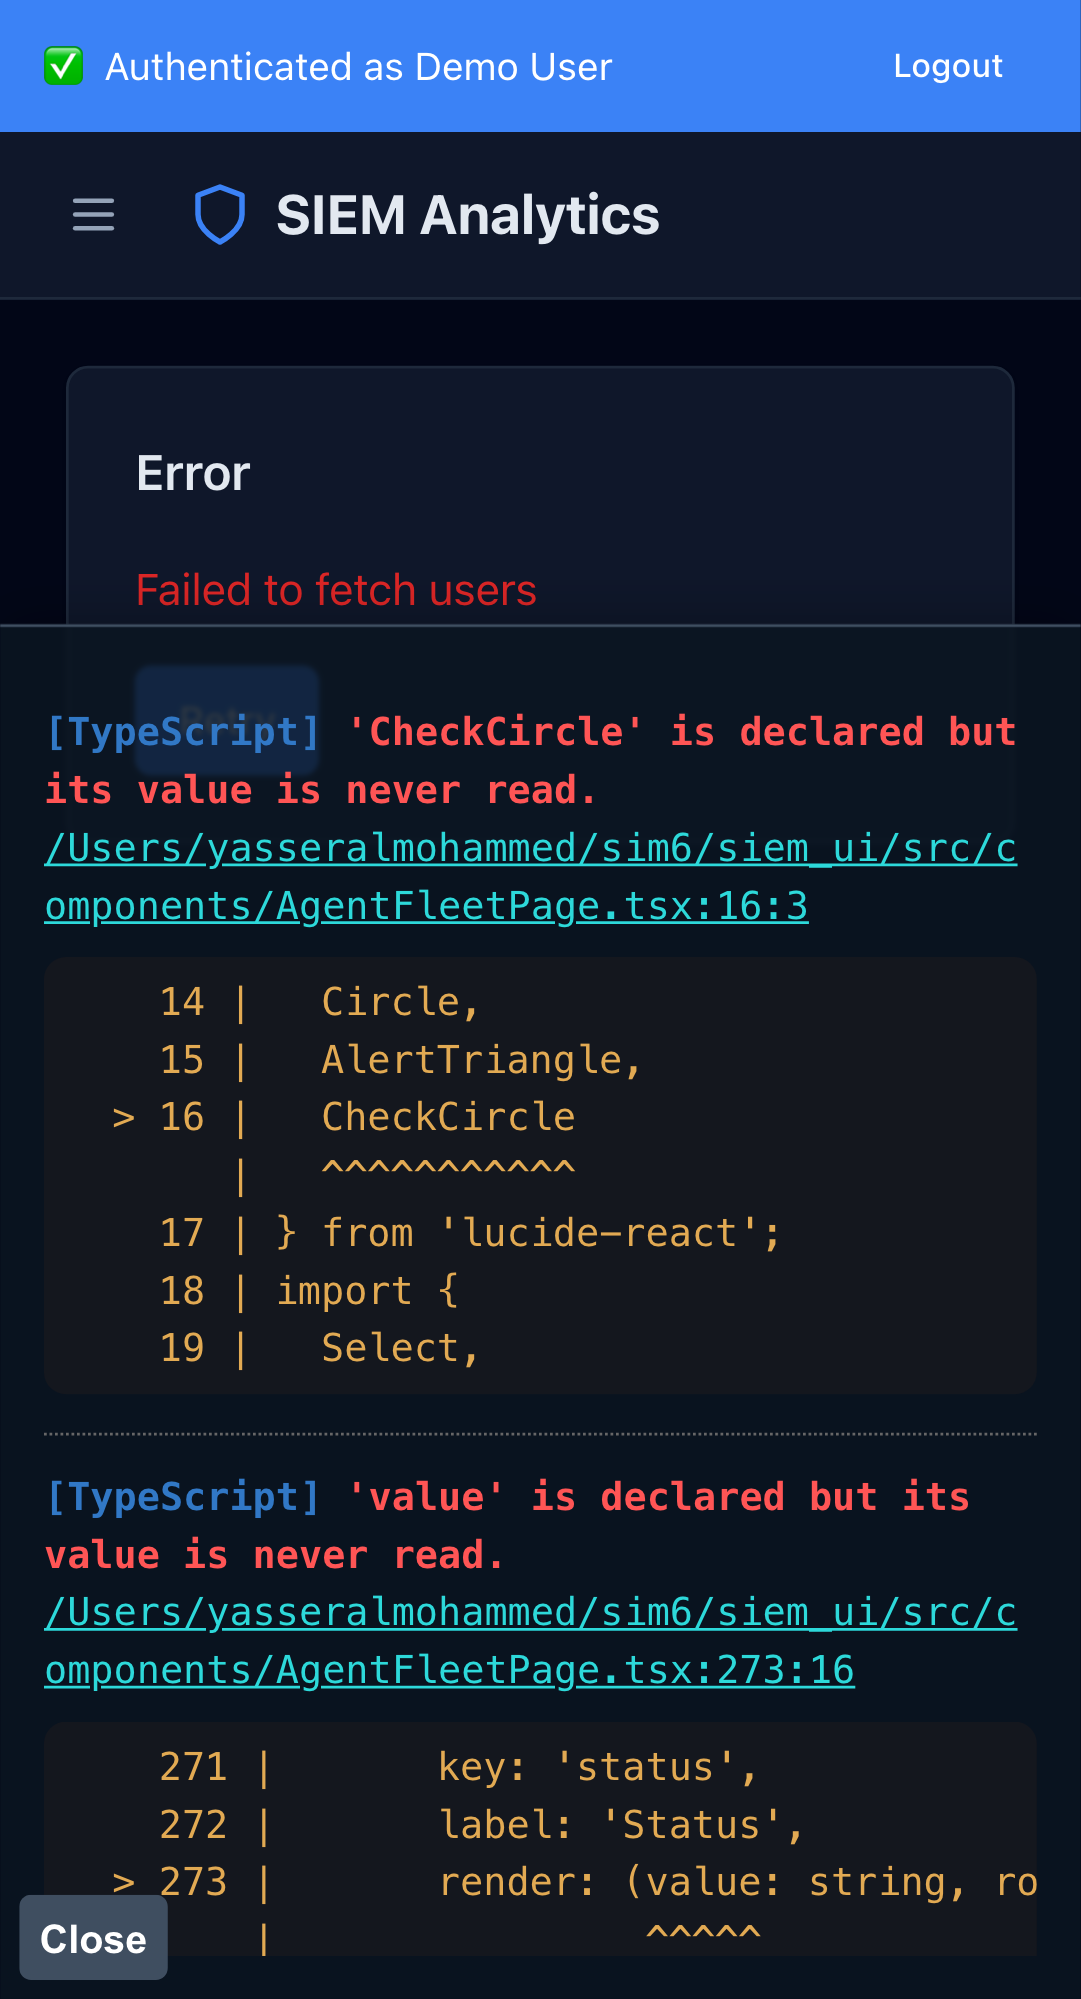 ✅ Authenticated as Demo User Logout
SIEM Analytics
Error
Failed to fetch users
Retry
[TypeScript] 'CheckCircle' is declared but
its value is never read.
/Users/yasseralmohammed/sim6/siem_ui/src/c
omponents/AgentFleetPage.tsx:16:3
14 |   Circle,
15 |   AlertTriangle,
> 16 |   CheckCircle
|   ^^^^^^^^^^^
17 | } from 'lucide-react';
18 | import {
19 |   Select,
[TypeScript] 'value' is declared but its
value is never read.
/Users/yasseralmohammed/sim6/siem_ui/src/c
omponents/AgentFleetPage.tsx:273:16
271 |       key: 'status',
272 |       label: 'Status',
> 273 |       render: (value: string, ro
|                ^^^^^
Close